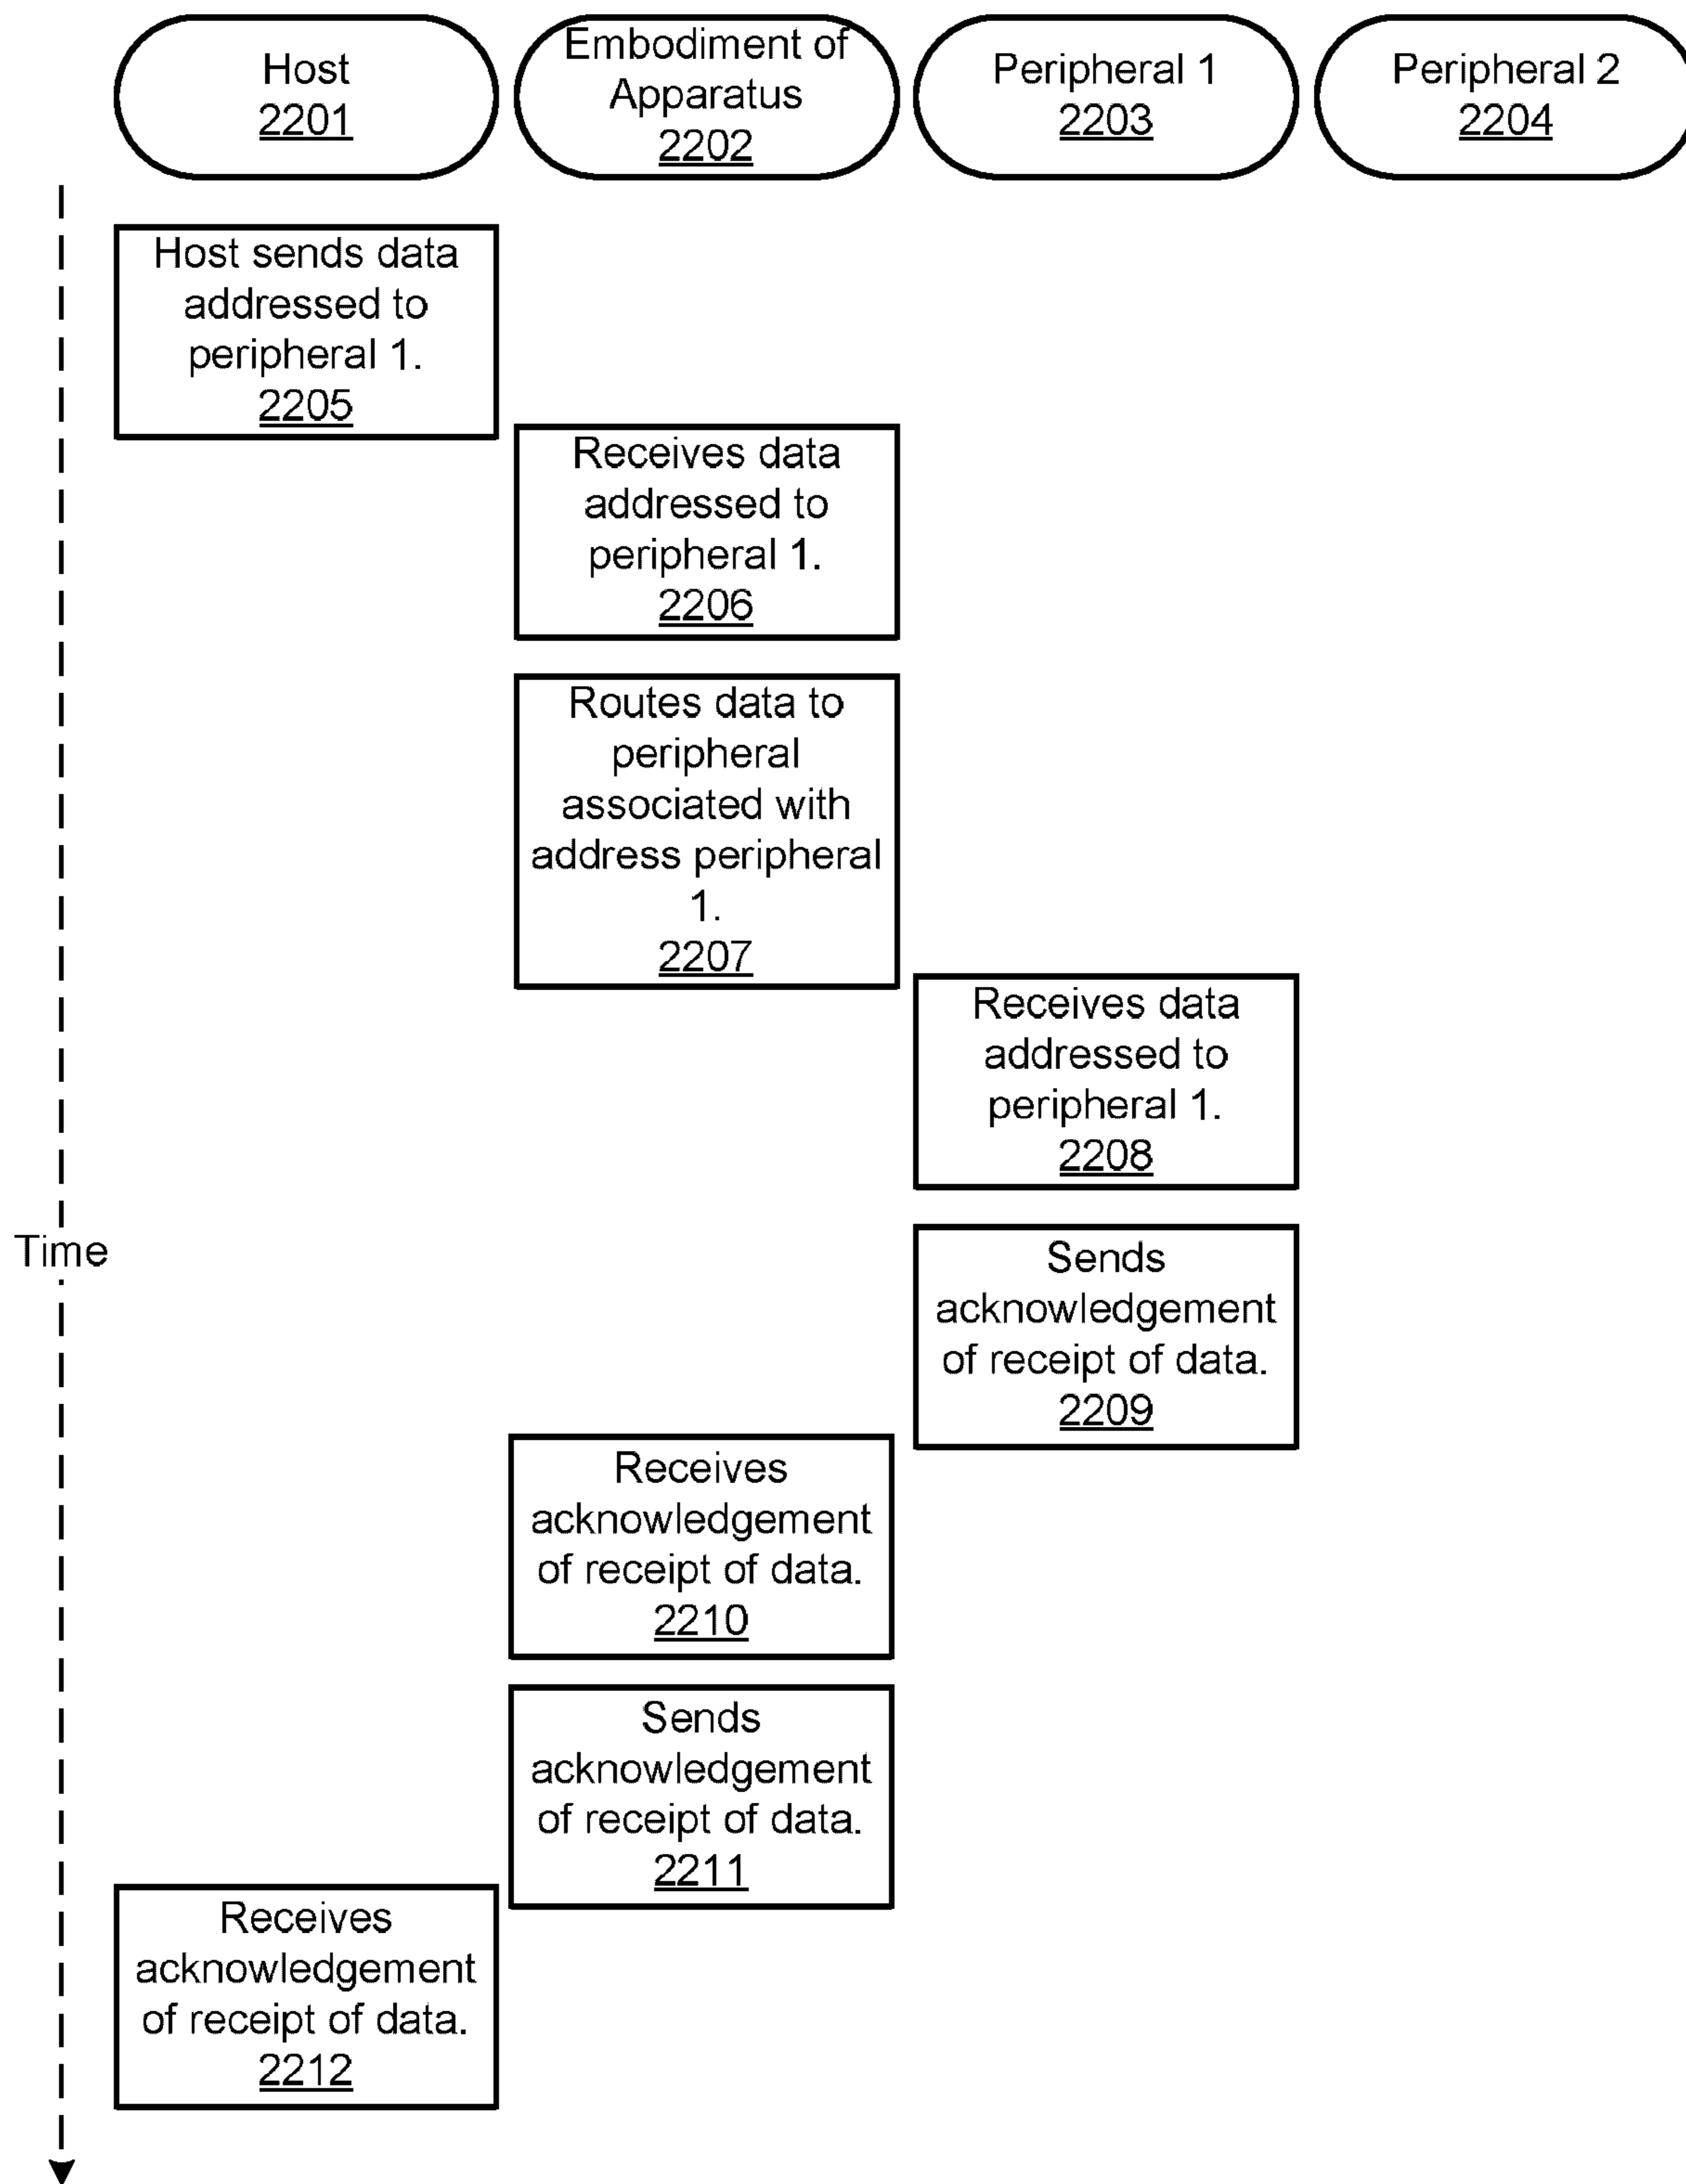 Host
2201
Embodiment of
Apparatus
2202
Peripheral 1
2203
Peripheral 2
2204
Host sends data
addressed to
peripheral 1.
2205
Receives data
addressed to
peripheral 1.
2206
Routes data to
peripheral
associated with
address peripheral
1.
2207
Receives data
addressed to
peripheral 1.
2208
Time
Sends
acknowledgement
of receipt of data.
2209
Receives
acknowledgement
of receipt of data.
2210
Sends
acknowledgement
of receipt of data.
2211
Receives
acknowledgement
of receipt of data.
2212